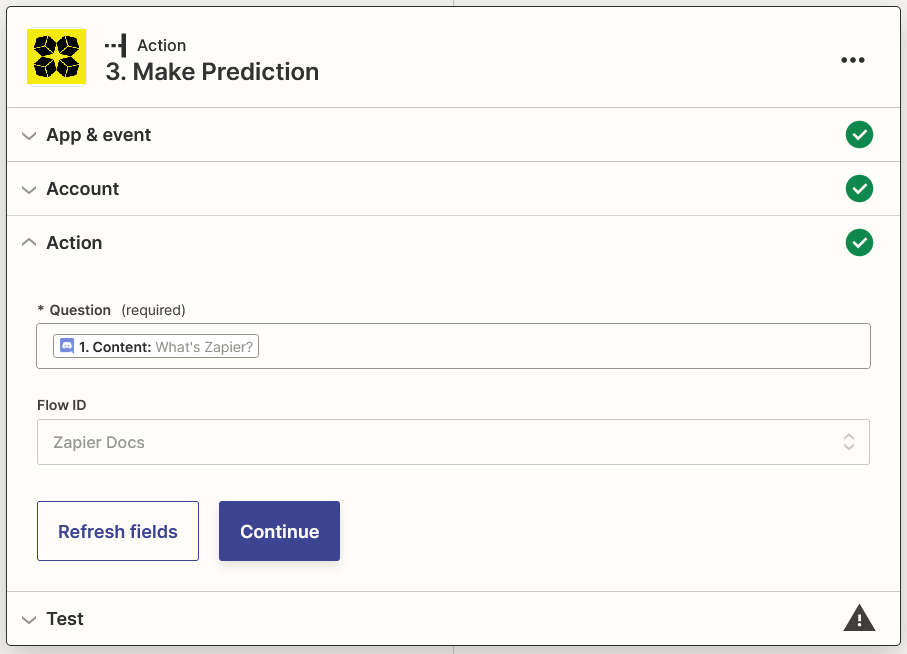 Action
3. Make Prediction
App & event
Account
Action
* Question (required)
1. Content: What's Zapier?
Flow ID
Zapier Docs
Refresh fields
Continue
Test